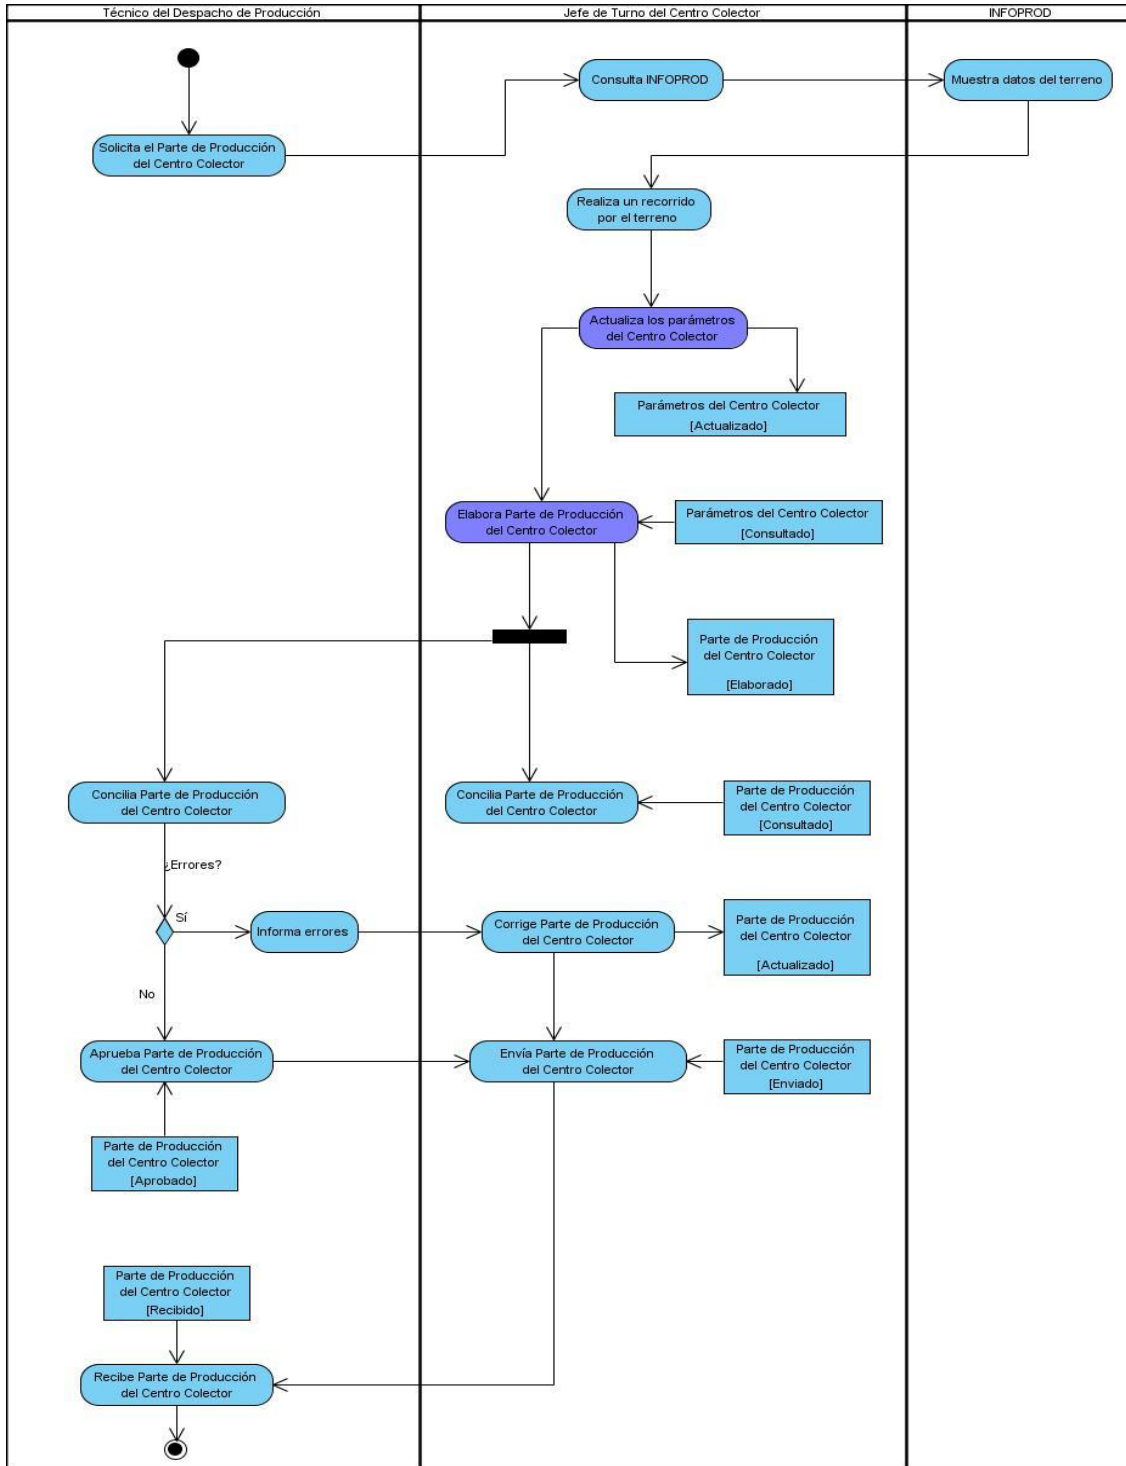 Técnico del Despacho de Producción
Jefe de Turno del Centro Colector
INFOPROD
Consulta INFOPROD
Muestra datos del terreno
Solicita el Parte de Producción
del Centro Colector
Realiza un recorrido
por el terreno
Actualiza los parámetros
del Centro Colector
Parámetros del Centro Colector
[Actualizado]
Elabora Parte de Producción
del Centro Colector
Parámetros del Centro Colector
[Consultado]
Parte de Producción
del Centro Colector
[Elaborado]
Concilia Parte de Producción
del Centro Colector
Concilia Parte de Producción
del Centro Colector
Parte de Producción
del Centro Colector
[Consultado]
¿Errores?
Sí
Informa errores
Corrige Parte de Producción
del Centro Colector
Parte de Producción
del Centro Colector
[Actualizado]
No
Aprueba Parte de Producción
del Centro Colector
Envía Parte de Producción
del Centro Colector
Parte de Producción
del Centro Colector
[Enviado]
Parte de Producción
del Centro Colector
[Aprobado]
Parte de Producción
del Centro Colector
[Recibido]
Recibe Parte de Producción
del Centro Colector